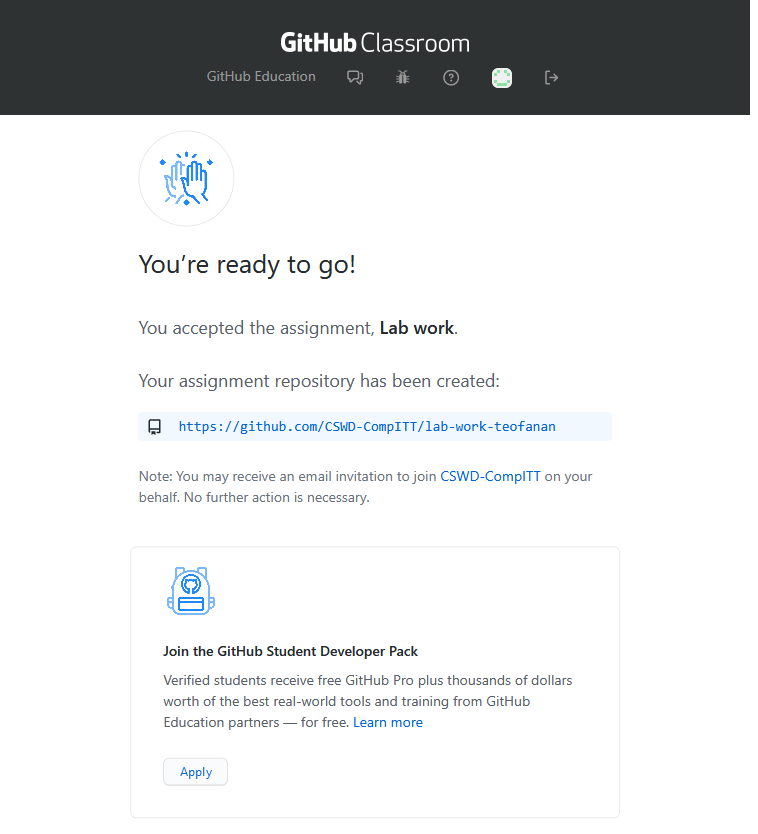 GitHub Classroom
GitHub Education
You’re ready to go!
You accepted the assignment, Lab work.
Your assignment repository has been created:
https://github.com/CSWD-CompITT/lab-work-teofanan
Note: You may receive an email invitation to join CSWD-CompITT on your
behalf. No further action is necessary.
Join the GitHub Student Developer Pack
Verified students receive free GitHub Pro plus thousands of dollars
worth of the best real-world tools and training from GitHub
Education partners — for free. Learn more
Apply